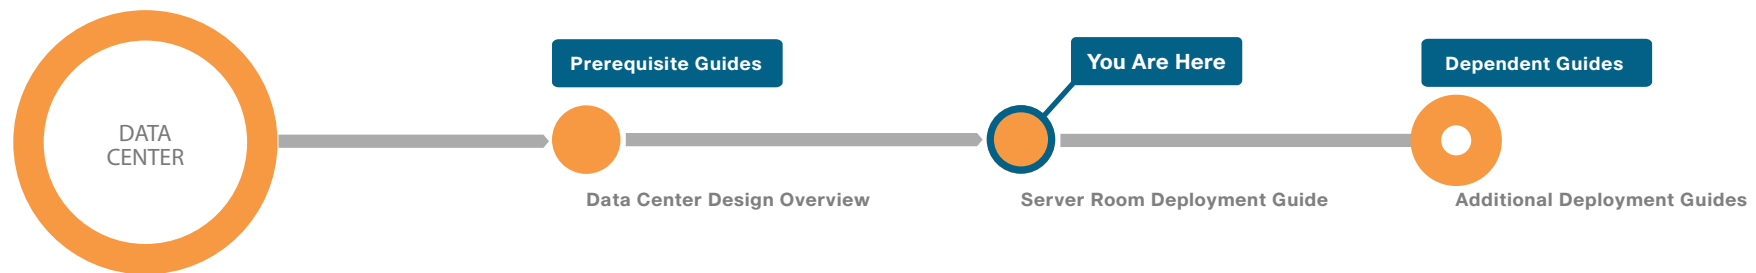 DATA
CENTER
Prerequisite Guides
Data Center Design Overview
You Are Here
Server Room Deployment Guide
Dependent Guides
Additional Deployment Guides